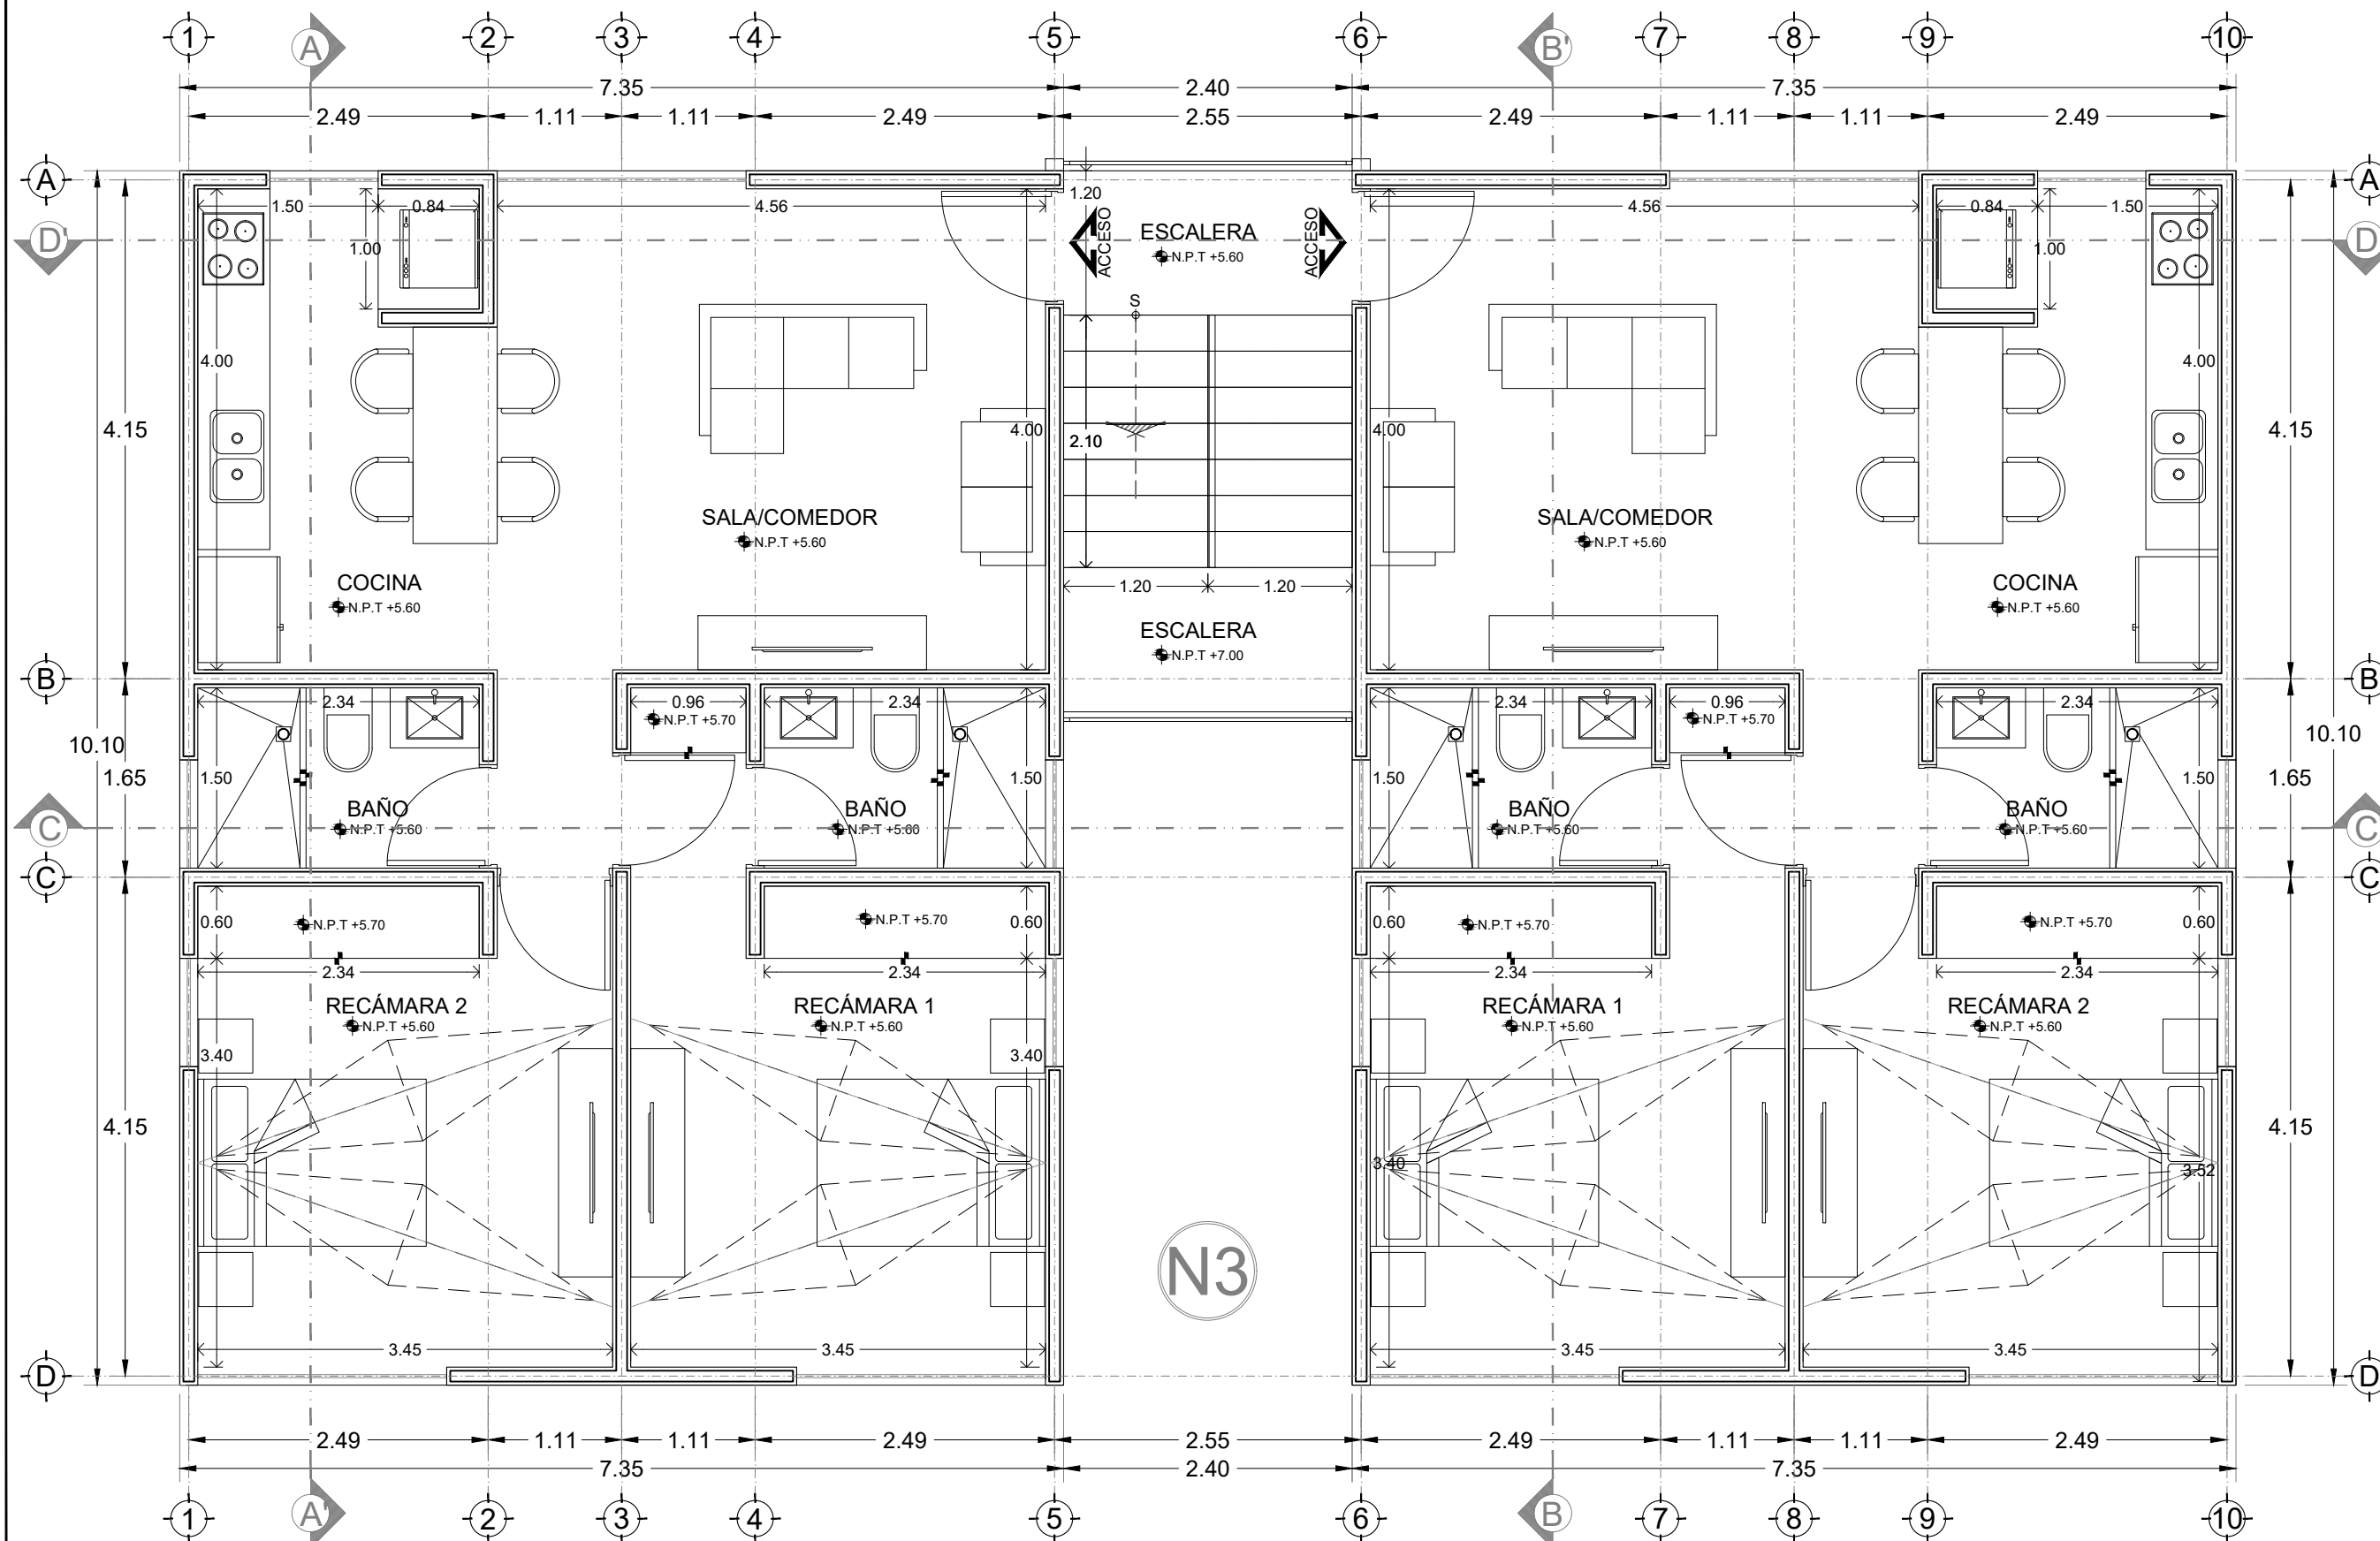 1 A 2 3 4 5 6 B' 7 8 9 10
7.35 2.40 7.35
2.49 1.11 1.11 2.49 2.55 2.49 1.11 1.11 2.49
A A
1.20
1.50 0.84 4.56 4.56 0.84 1.50
D' ACCESO ESCALERA ACCESO D
1.00 N.P.T +5.60 1.00
S
4.00 4.00
4.15 4.00 2.10 4.00 4.15
SALA/COMEDOR SALA/COMEDOR
N.P.T +5.60 N.P.T +5.60
COCINA 1.20 1.20 COCINA
N.P.T +5.60 N.P.T +5.60
ESCALERA
N.P.T +7.00
B B
2.34 0.96 2.34 2.34 0.96 2.34
N.P.T +5.70 N.P.T +5.70
10.10 10.10
1.65 1.50 1.50 1.50 1.50 1.65
BAÑO BAÑO BAÑO BAÑO
C N.P.T +5.60 N.P.T +5.60 N.P.T +5.60 N.P.T +5.60 C
C C
0.60 N.P.T +5.70 N.P.T +5.70 0.60 0.60 N.P.T +5.70 N.P.T +5.70 0.60
2.34 2.34 2.34 2.34
RECÁMARA 2 RECÁMARA 1 RECÁMARA 1 RECÁMARA 2
N.P.T +5.60 N.P.T +5.60 N.P.T +5.60 N.P.T +5.60
3.40 3.40
4.15 4.15
3.40 3.52
N3
3.45 3.45 3.45 3.45
D D
2.49 1.11 1.11 2.49 2.55 2.49 1.11 1.11 2.49
7.35 2.40 7.35
1 A' 2 3 4 5 6 B 7 8 9 10